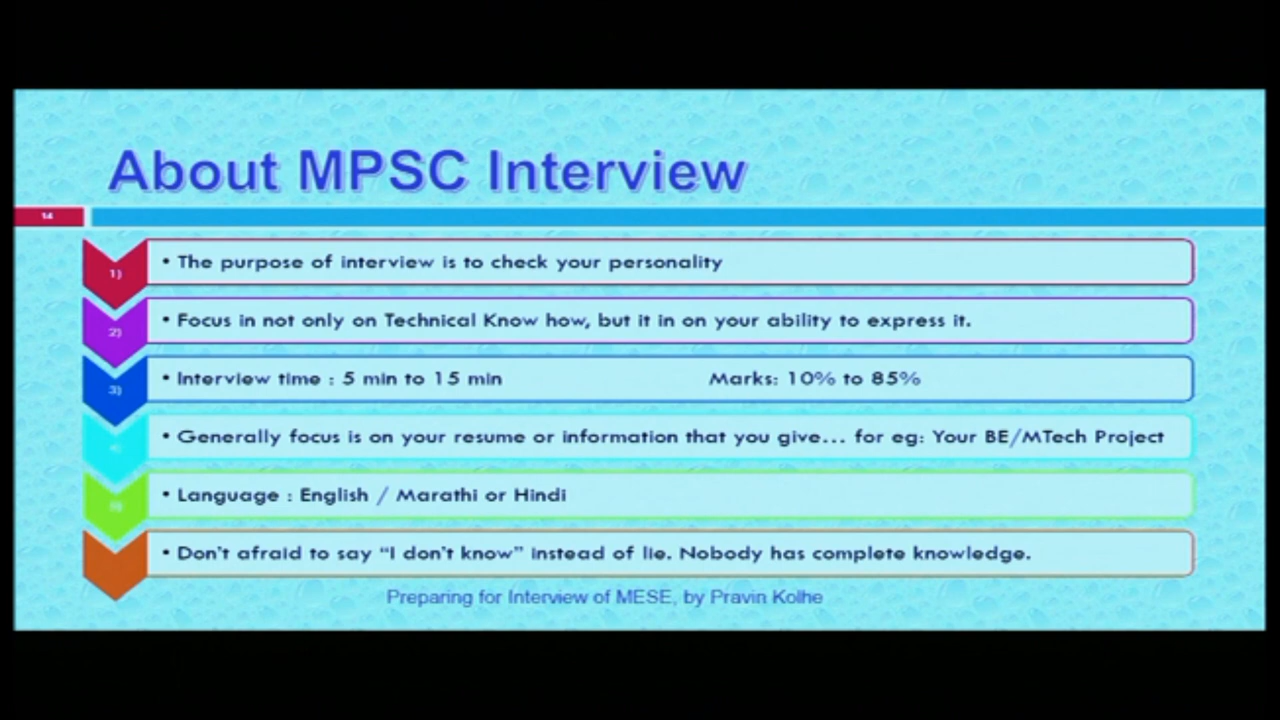 About MPSC Interview
14
1)
• The purpose of interview is to check your personality
2)
• Focus in not only on Technical Know how, but it in on your ability to express it.
3)
• Interview time : 5 min to 15 min Marks: 10% to 85%
• Generally focus is on your resume or information that you give... for eg: Your BE/MTech Project
• Language : English / Marathi or Hindi
• Don't afraid to say “I don't know” instead of lie. Nobody has complete knowledge.
Preparing for Interview of MESE, by Pravin Kolhe